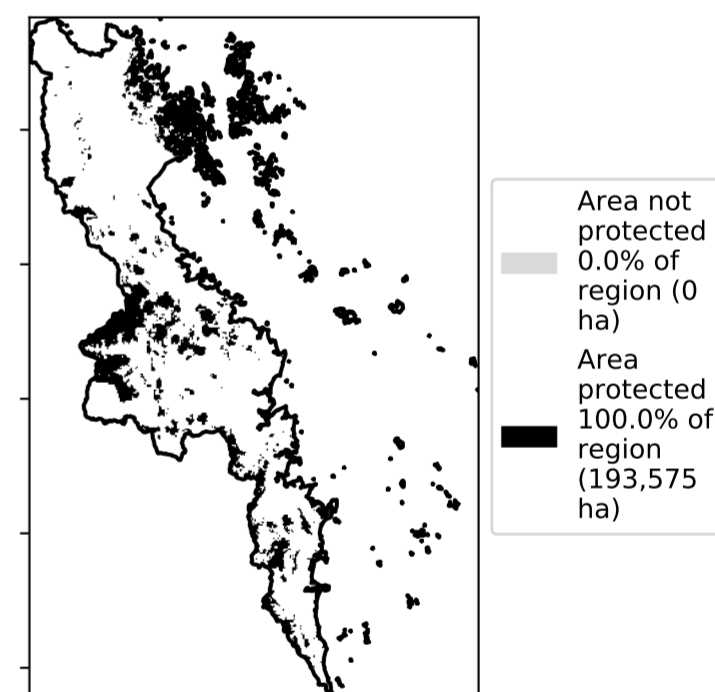 Area not
protected
0.0% of
region (0
ha)
Area
protected
100.0% of
region
(193,575
ha)